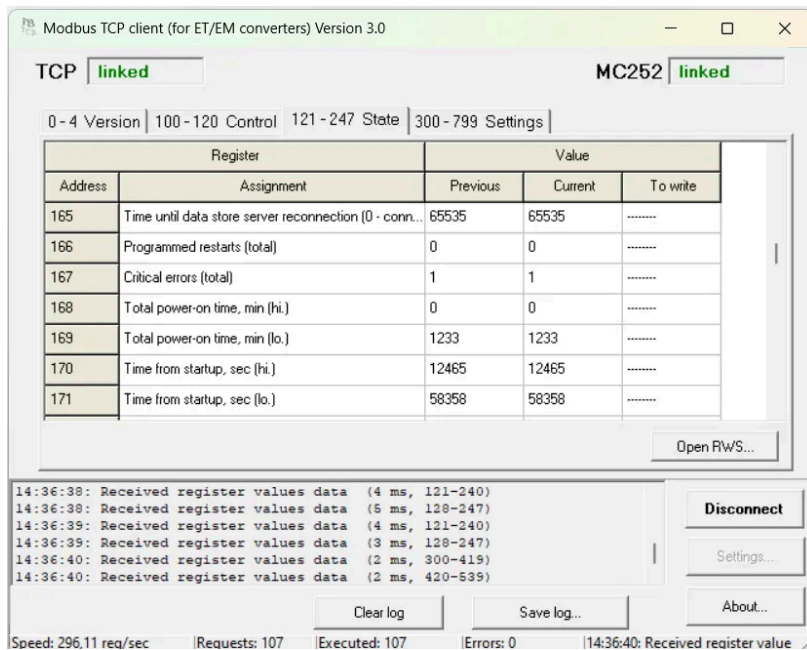 Modbus TCP client (for ET/EM converters) Version 3.0
TCP linked MC252 linked
0-4 Version 100-120 Control 121-247 State 300-799 Settings
Register Value
Address Assignment Previous Current To write
165 Time until data store server reconnection (0 - conn... 65535 65535 --------
166 Programmed restarts (total) 0 0 --------
167 Critical errors (total) 1 1 --------
168 Total power-on time, min (hi.) 0 0 --------
169 Total power-on time, min (lo.) 1233 1233 --------
170 Time from startup, sec (hi.) 12465 12465 --------
171 Time from startup, sec (lo.) 58358 58358 --------
Open RWS...
14:36:38: Received register values data (4 ms, 121-240)
14:36:38: Received register values data (5 ms, 128-247)
14:36:39: Received register values data (4 ms, 121-240)
14:36:39: Received register values data (3 ms, 128-247)
14:36:40: Received register values data (2 ms, 300-419)
14:36:40: Received register values data (2 ms, 420-539)
Disconnect
Settings...
About...
Clear log Save log...
Speed: 296,11 reg/sec Requests: 107 Executed: 107 Errors: 0 14:36:40: Received register value